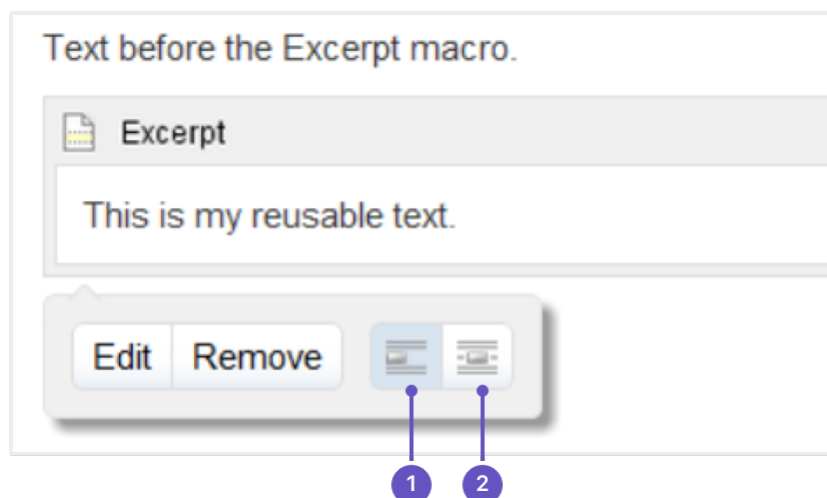 Text before the Excerpt macro.
Excerpt
This is my reusable text.
Edit Remove
1 2